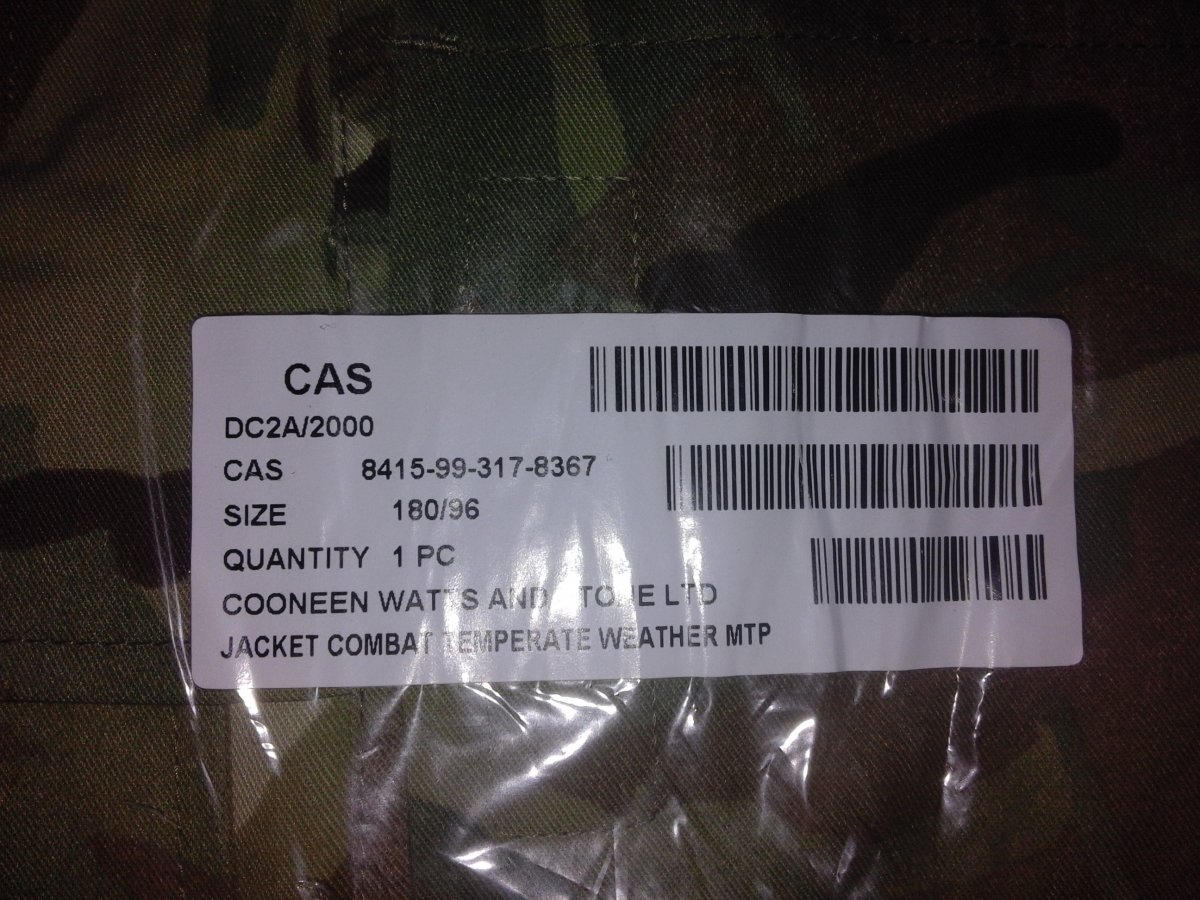 CAS
DC2A/2000
CAS 8415-99-317-8367
SIZE 180/96
QUANTITY 1 PC
COONEEN WATTS AND STONE LTD
JACKET COMBAT TEMPERATE WEATHER MTP